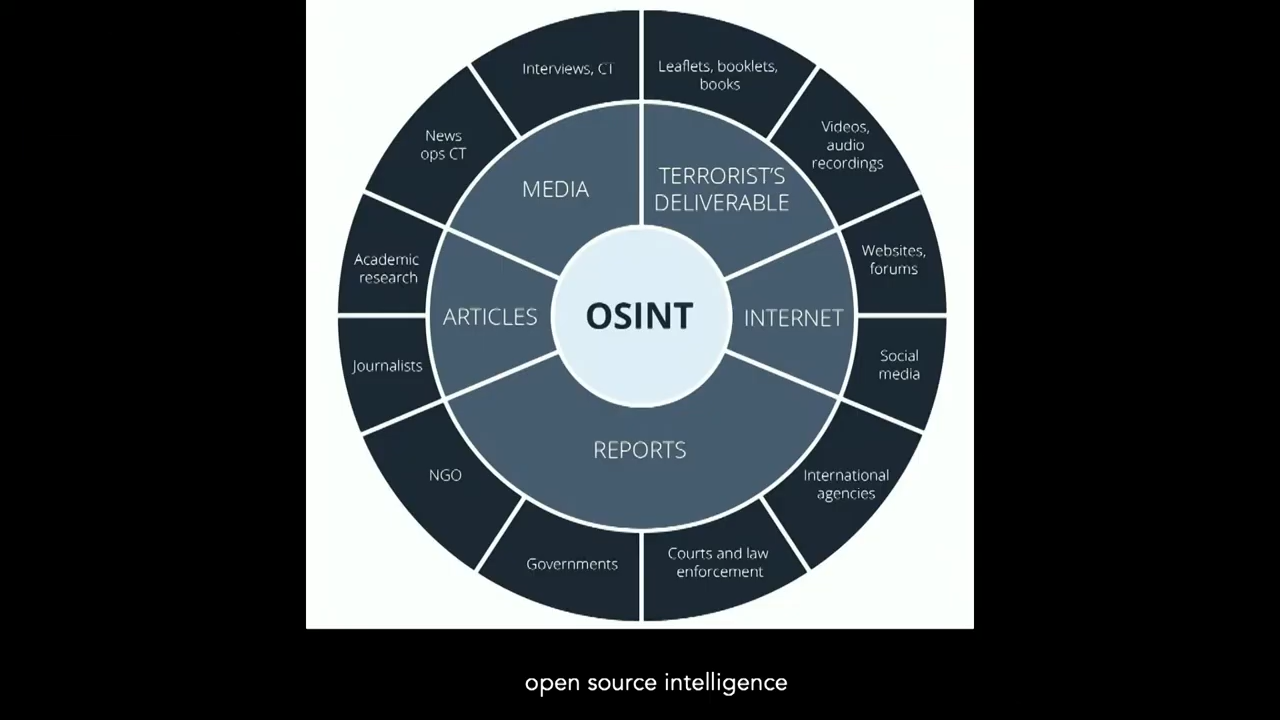 Interviews, CT
Leaflets, booklets,
books
News
ops CT
Videos,
audio
recordings
MEDIA
TERRORIST'S
DELIVERABLE
Academic
research
Websites,
forums
ARTICLES
OSINT
INTERNET
Journalists
Social
media
REPORTS
NGO
International
agencies
Governments
Courts and law
enforcement
open source intelligence